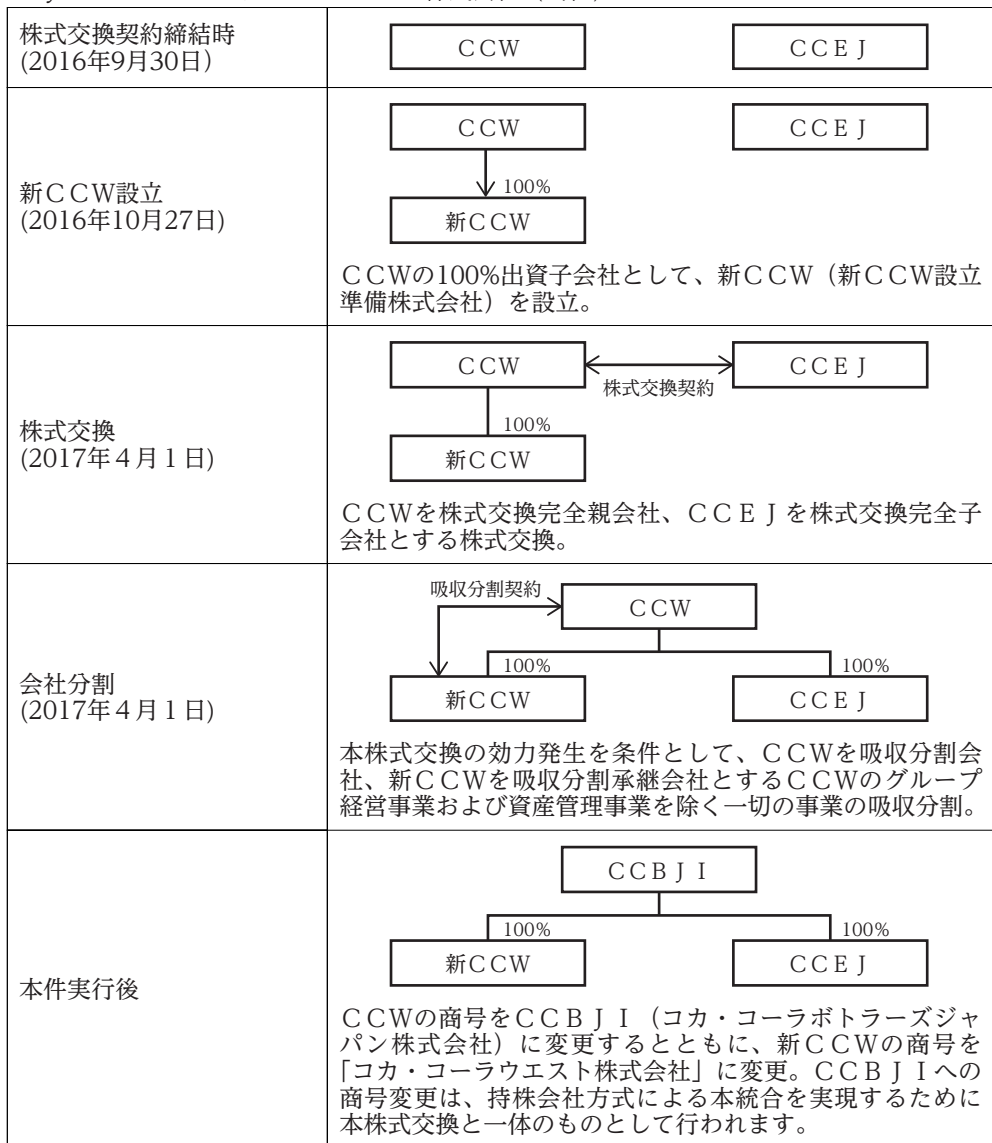 株式交換契約締結時
(2016年9月30日)
ＣＣＷ
ＣＣＥＪ
新ＣＣＷ設立
(2016年10月27日)
ＣＣＷ
ＣＣＥＪ
100%
新ＣＣＷ
ＣＣＷの100%出資子会社として、新ＣＣＷ（新ＣＣＷ設立
準備株式会社）を設立。
株式交換
(2017年４月１日)
ＣＣＷ
ＣＣＥＪ
株式交換契約
100%
新ＣＣＷ
ＣＣＷを株式交換完全親会社、ＣＣＥＪを株式交換完全子
会社とする株式交換。
会社分割
(2017年４月１日)
吸収分割契約
ＣＣＷ
100%
100%
新ＣＣＷ
ＣＣＥＪ
本株式交換の効力発生を条件として、ＣＣＷを吸収分割会
社、新ＣＣＷを吸収分割承継会社とするＣＣＷのグループ
経営事業および資産管理事業を除く一切の事業の吸収分割。
本件実行後
ＣＣＢＪＩ
100%
100%
新ＣＣＷ
ＣＣＥＪ
ＣＣＷの商号をＣＣＢＪＩ（コカ・コーラボトラーズジャ
パン株式会社）に変更するとともに、新ＣＣＷの商号を
「コカ・コーラウエスト株式会社」に変更。ＣＣＢＪＩへの
商号変更は、持株会社方式による本統合を実現するために
本株式交換と一体のものとして行われます。